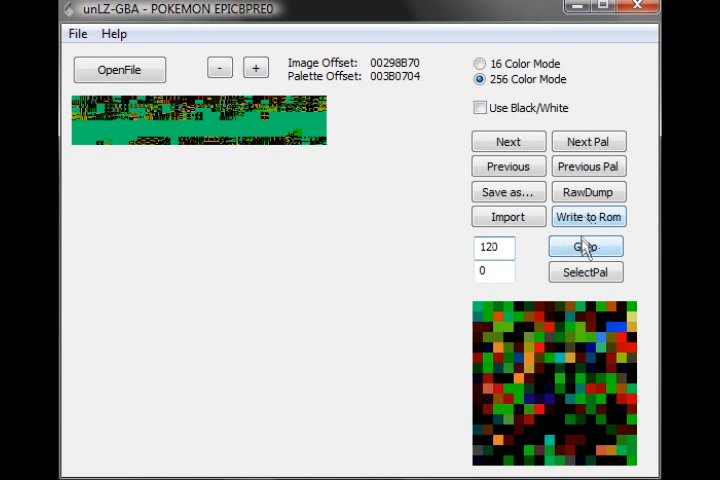 unLZ-GBA - POKEMON EPICBPRE0
File Help
OpenFile
- +
Image Offset: 00298B70
Palette Offset: 003B0704
16 Color Mode
256 Color Mode
Use Black/White
Next Next Pal
Previous Previous Pal
Save as... RawDump
Import Write to Rom
120
0 SelectPal